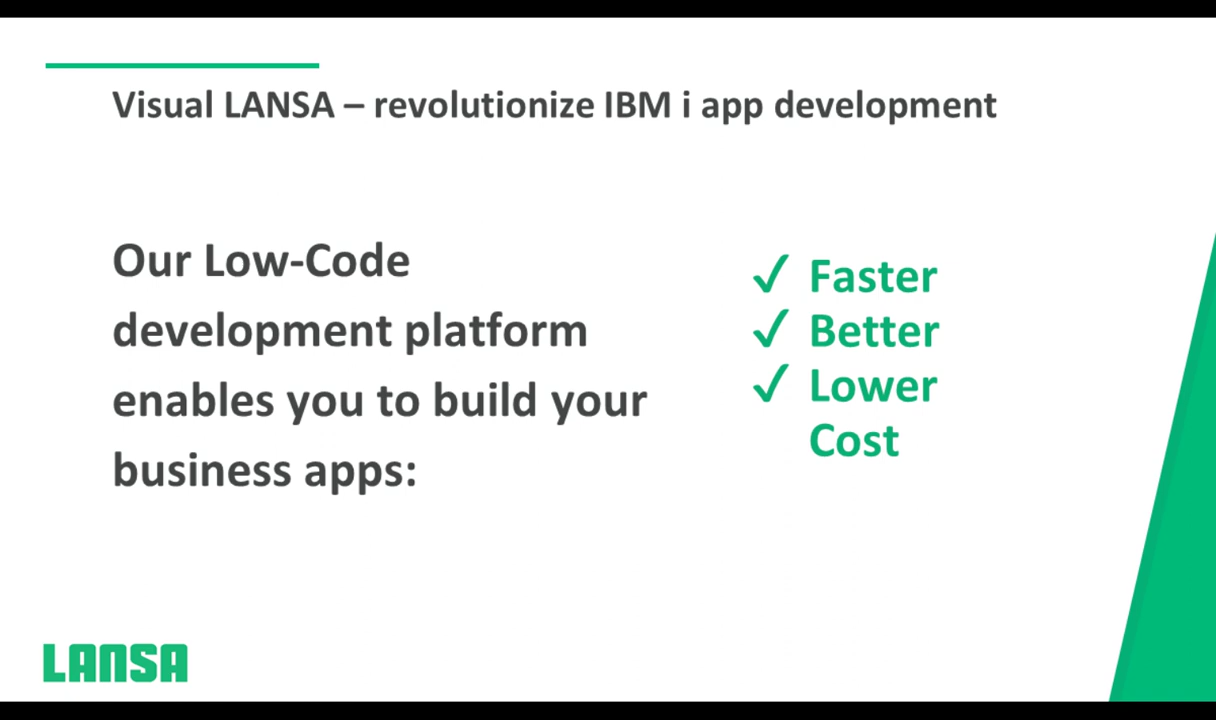 Visual LANSA – revolutionize IBM i app development
Our Low-Code
development platform
enables you to build your
business apps:
✓ Faster
✓ Better
✓ Lower
Cost
LANSA